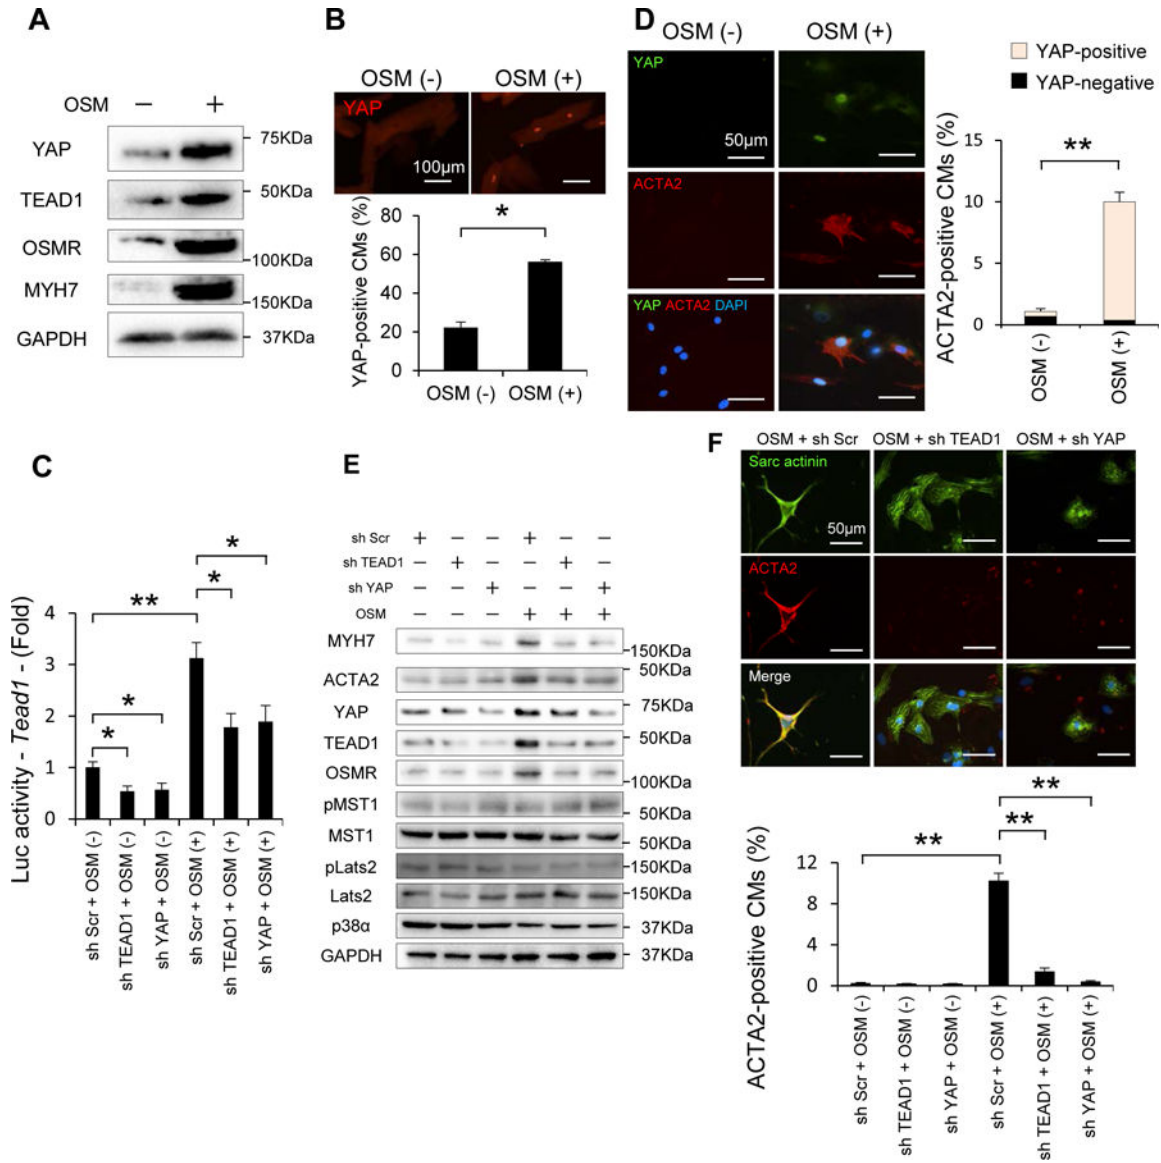 A
OSM
−
+
YAP
75KDa
TEAD1
50KDa
OSMR
100KDa
MYH7
150KDa
GAPDH
37KDa
B
OSM (-)
OSM (+)
YAP
100µm
YAP-positive CMs (%)
80
60
40
20
0
*
OSM (-)
OSM (+)
D
OSM (-)
OSM (+)
YAP
50µm
ACTA2
YAP ACTA2 DAPI
YAP-positive
YAP-negative
ACTA2-positive CMs (%)
15
10
5
0
**
OSM (-)
OSM (+)
C
Luc activity - Tead1 - (Fold)
4
3
2
1
0
*
*
**
*
*
sh Scr + OSM (-)
sh TEAD1 + OSM (-)
sh YAP + OSM (-)
sh Scr + OSM (+)
sh TEAD1 + OSM (+)
sh YAP + OSM (+)
E
sh Scr + − − + − −
sh TEAD1 − + − − + −
sh YAP − − + − − +
OSM − − − + + +
MYH7
150KDa
50KDa
ACTA2
YAP
75KDa
TEAD1
50KDa
OSMR
100KDa
pMST1
50KDa
MST1
50KDa
pLats2
150KDa
Lats2
150KDa
p38α
37KDa
GAPDH
37KDa
F
OSM + sh Scr
OSM + sh TEAD1
OSM + sh YAP
Sarc actinin
50µm
ACTA2
Merge
ACTA2-positive CMs (%)
12
8
4
0
**
**
**
sh Scr + OSM (-)
sh TEAD1 + OSM (-)
sh YAP + OSM (-)
sh Scr + OSM (+)
sh TEAD1 + OSM (+)
sh YAP + OSM (+)